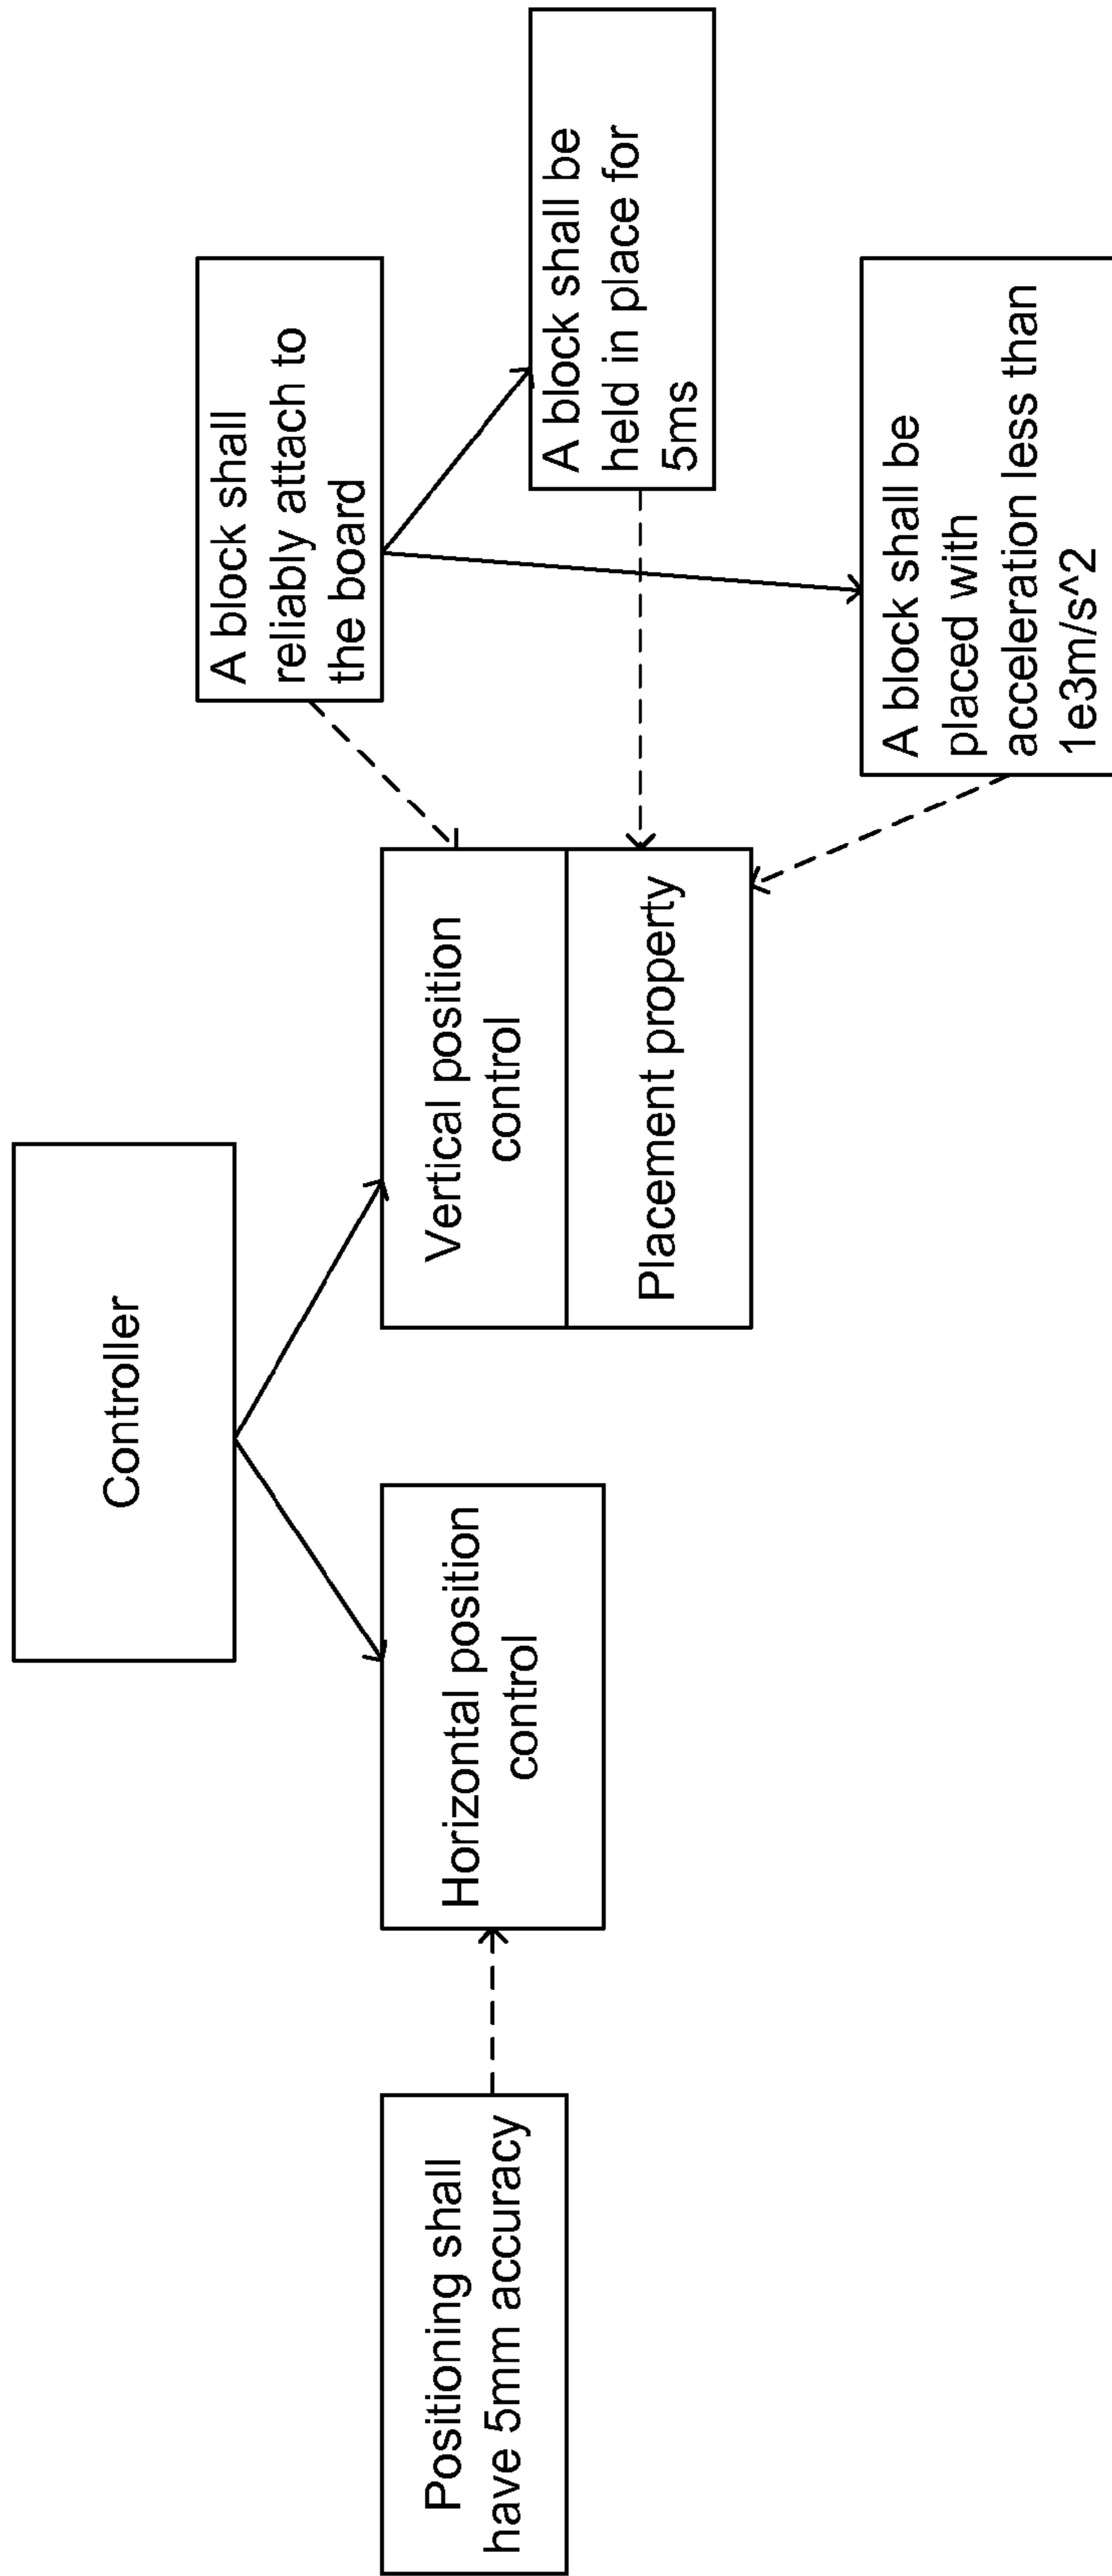 Controller
Positioning shall
have 5mm accuracy
Horizontal position
control
Vertical position
control
Placement property
A block shall
reliably attach to
the board
A block shall be
held in place for
5ms
A block shall be
placed with
acceleration less than
1e3m/s^2